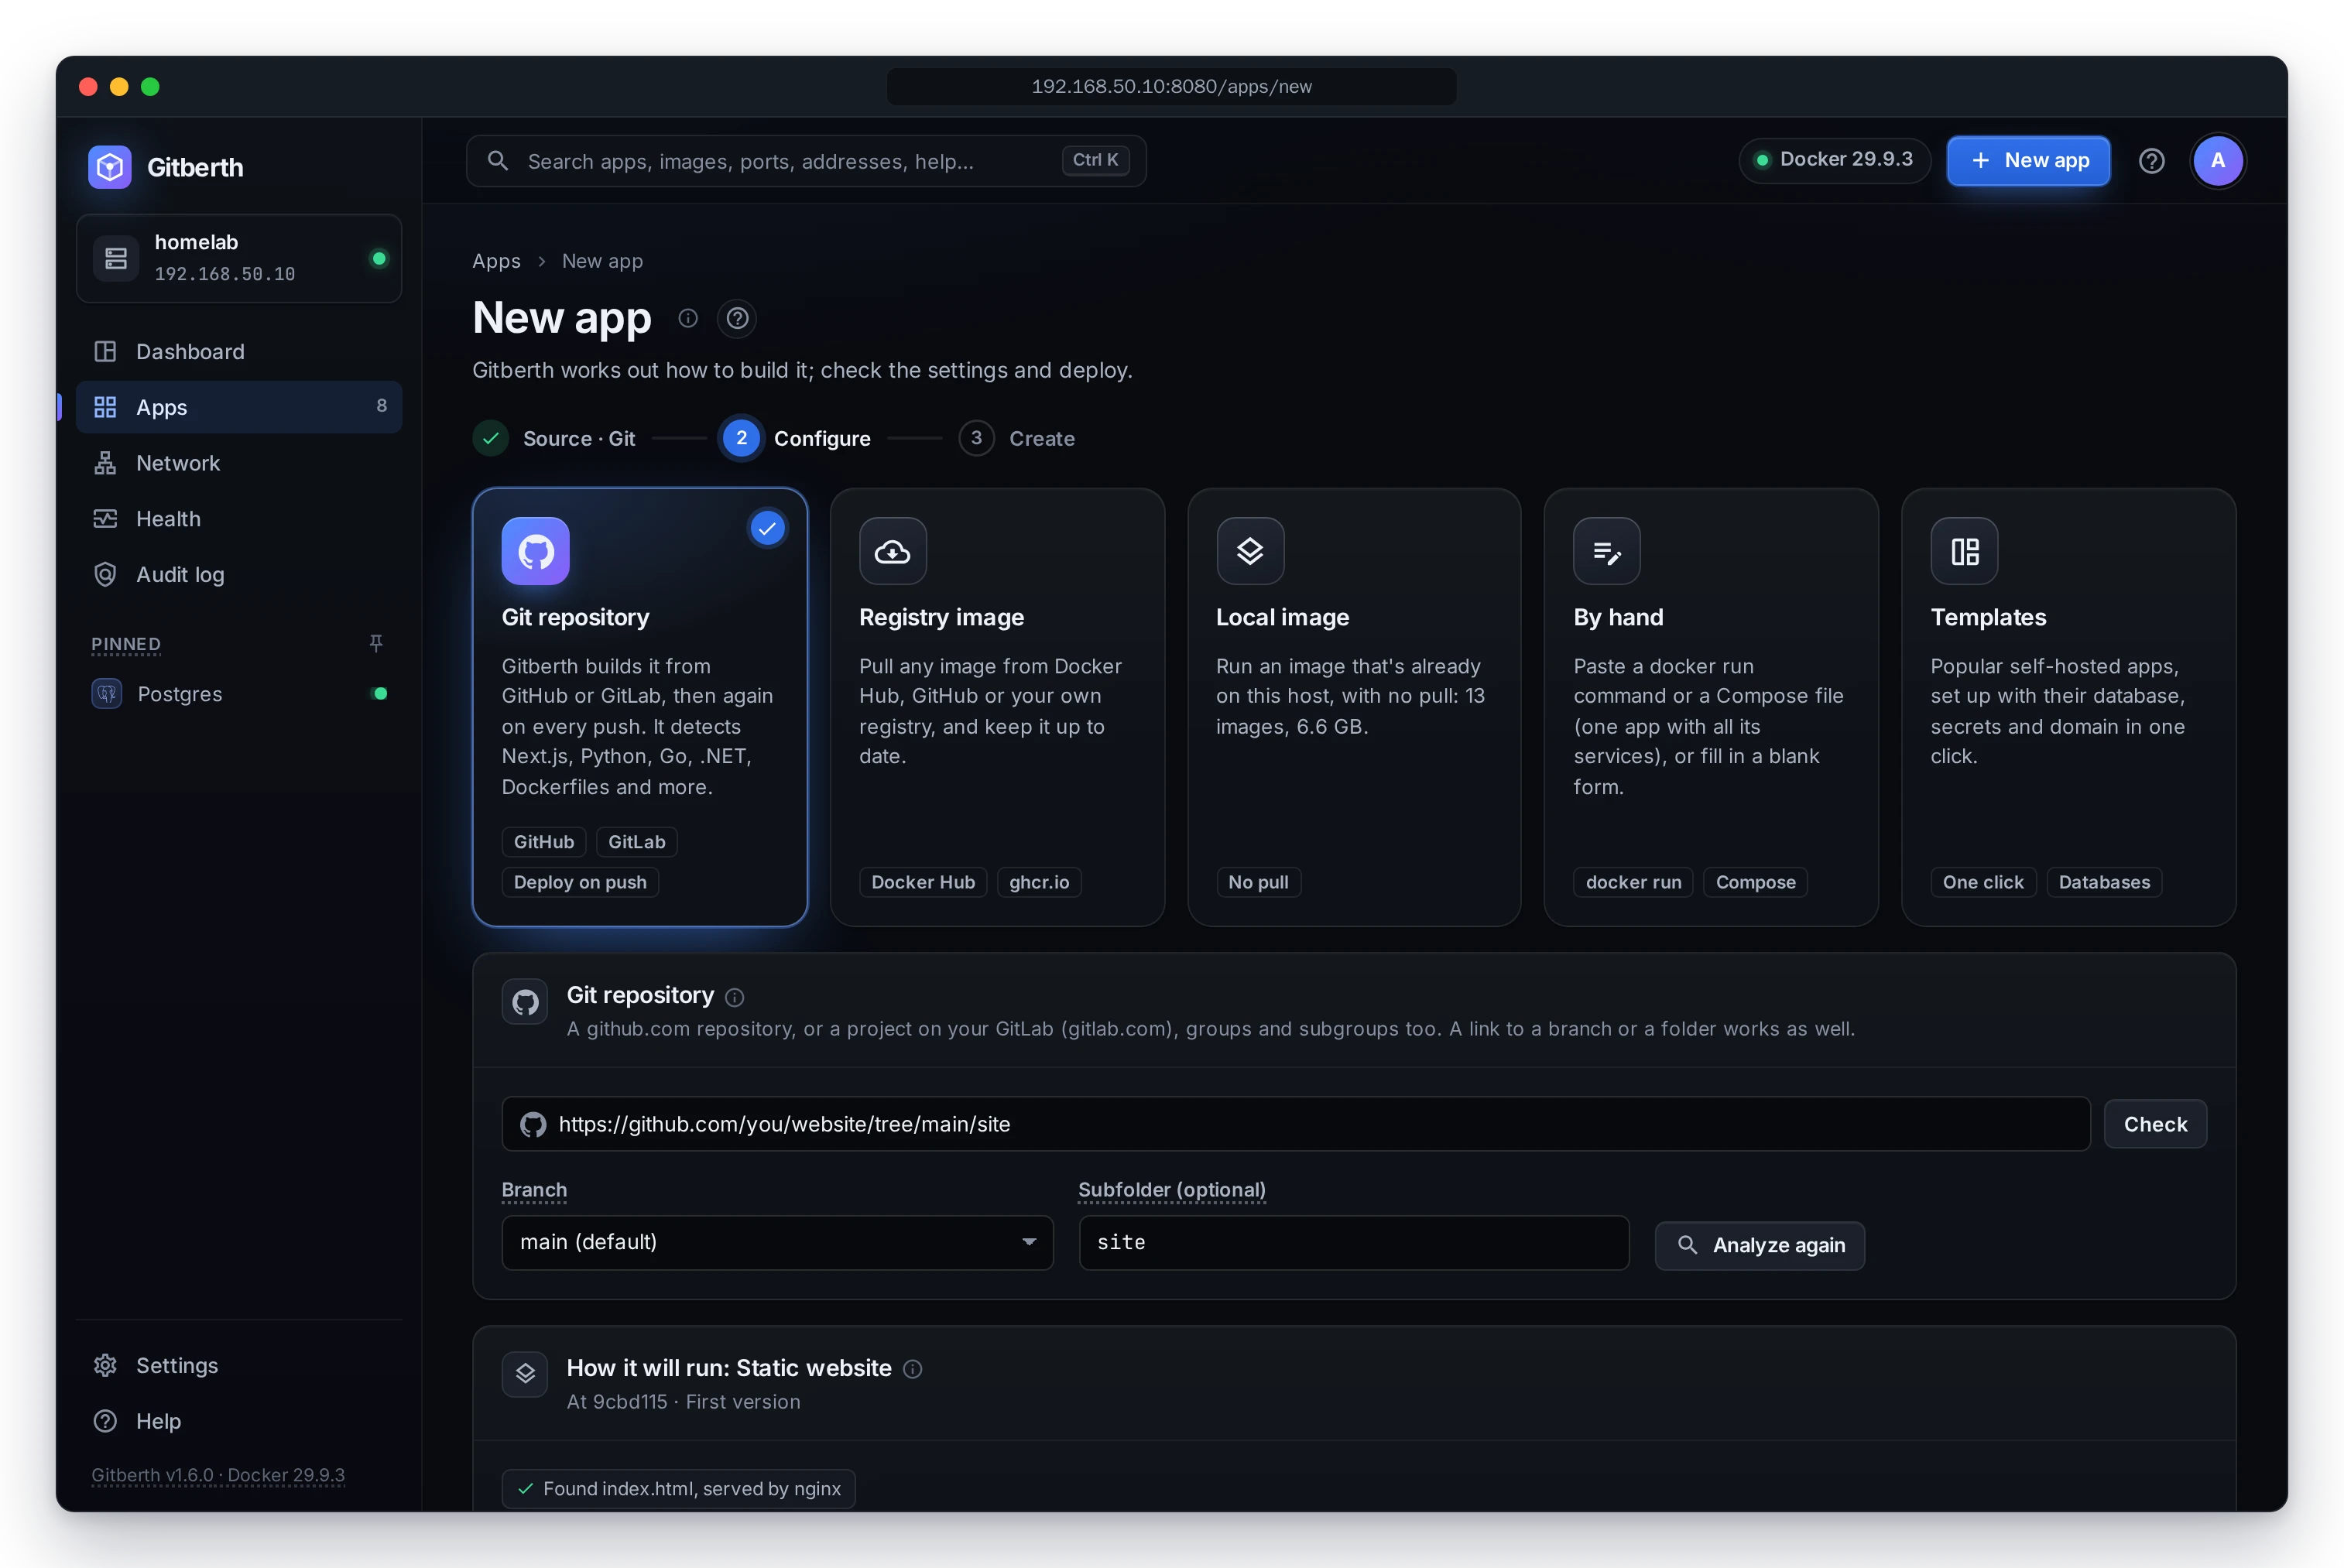 192.168.50.10:8080/apps/new
Gitberth
homelab
192.168.50.10
Dashboard
Apps 8
Network
Health
Audit log
PINNED
Postgres
Settings
Help
Gitberth v1.6.0 · Docker 29.9.3
Search apps, images, ports, addresses, help...
Ctrl K
Docker 29.9.3
New app
A
Apps > New app
New app
Gitberth works out how to build it; check the settings and deploy.
Source · Git
2 Configure
3 Create
Git repository
Gitberth builds it from
GitHub or GitLab, then again
on every push. It detects
Next.js, Python, Go, .NET,
Dockerfiles and more.
GitHub GitLab
Deploy on push
Registry image
Pull any image from Docker
Hub, GitHub or your own
registry, and keep it up to
date.
Docker Hub ghcr.io
Local image
Run an image that's already
on this host, with no pull: 13
images, 6.6 GB.
No pull
By hand
Paste a docker run
command or a Compose file
(one app with all its
services), or fill in a blank
form.
docker run Compose
Templates
Popular self-hosted apps,
set up with their database,
secrets and domain in one
click.
One click Databases
Git repository
A github.com repository, or a project on your GitLab (gitlab.com), groups and subgroups too. A link to a branch or a folder works as well.
https://github.com/you/website/tree/main/site
Check
Branch
main (default)
Subfolder (optional)
site
Analyze again
How it will run: Static website
At 9cbd115 · First version
Found index.html, served by nginx